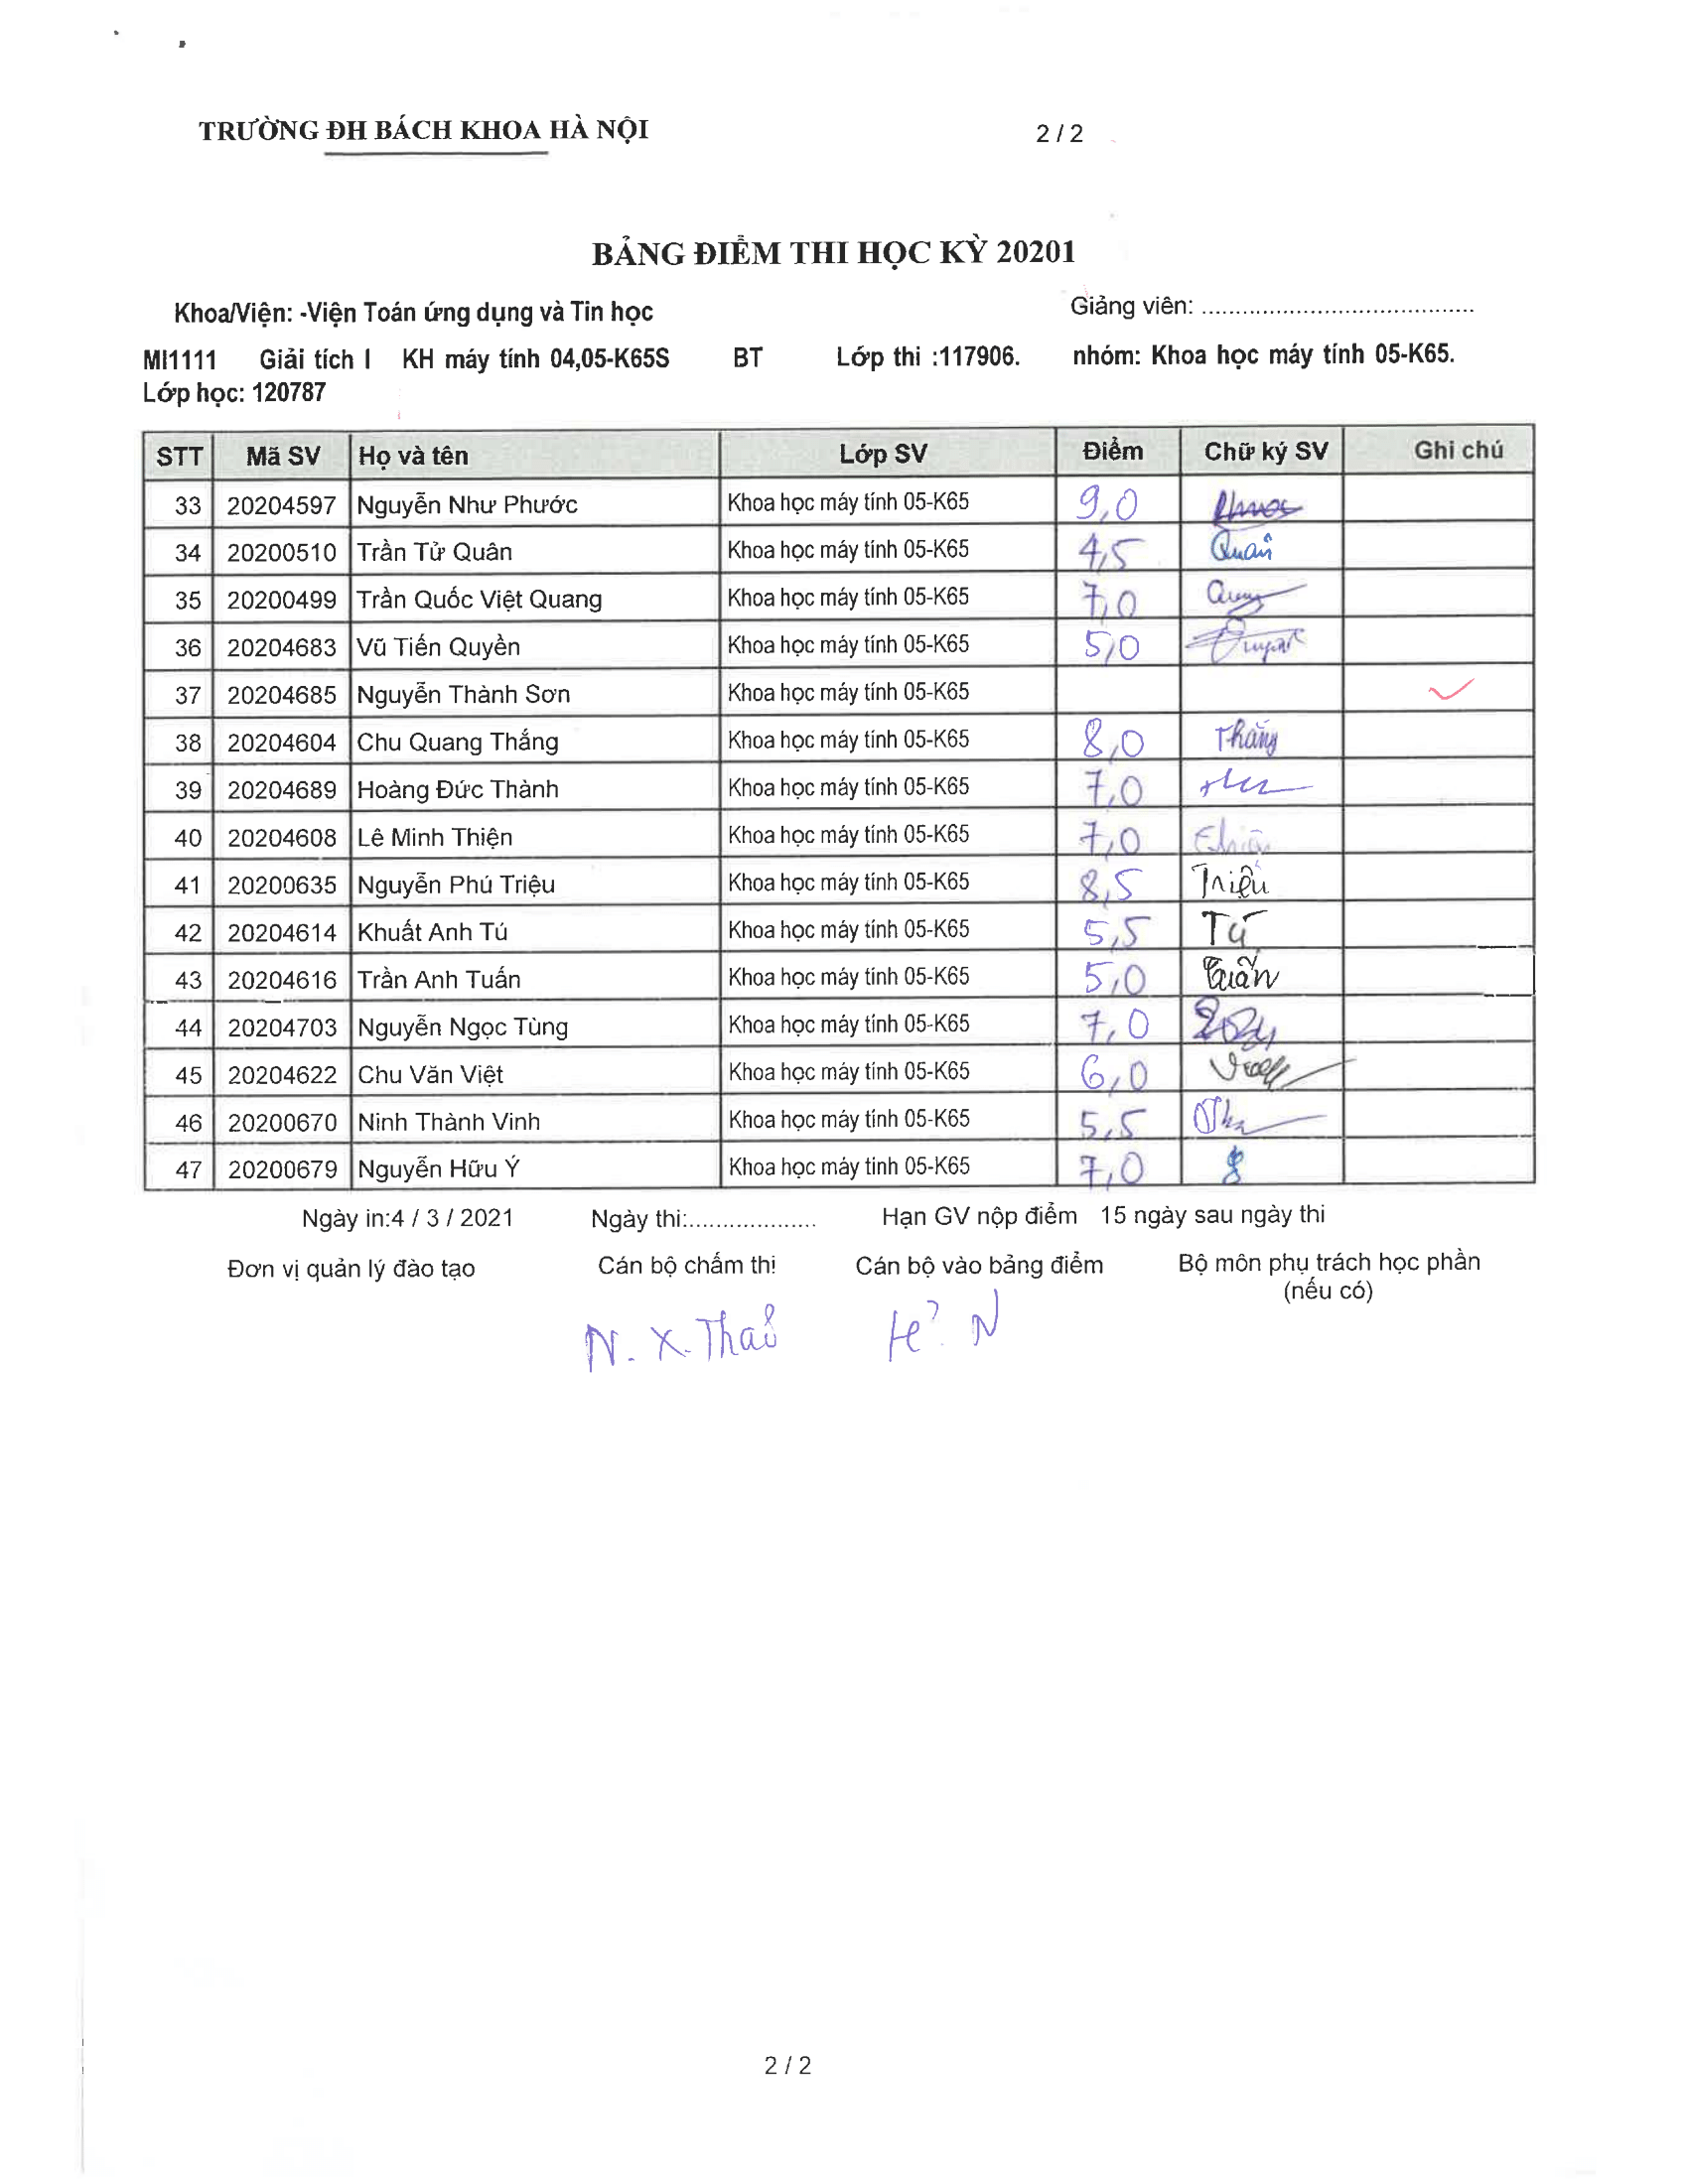 TRƯỜNG ĐH BÁCH KHOA HÀ NỘI 2 / 2
BẢNG ĐIỂM THI HỌC KỲ 20201
Khoa/Viện: -Viện Toán ứng dụng và Tin học Giảng viên: ........................................
MI1111 Giải tích I KH máy tính 04,05-K65S BT Lớp thi :117906. nhóm: Khoa học máy tính 05-K65.
Lớp học: 120787
STT Mã SV Họ và tên Lớp SV Điểm Chữ ký SV Ghi chú
33 20204597 Nguyễn Như Phước Khoa học máy tính 05-K65 9,0
34 20200510 Trần Tử Quân Khoa học máy tính 05-K65 4,5 Quân
35 20200499 Trần Quốc Việt Quang Khoa học máy tính 05-K65 7,0
36 20204683 Vũ Tiến Quyền Khoa học máy tính 05-K65 5,0
37 20204685 Nguyễn Thành Sơn Khoa học máy tính 05-K65
38 20204604 Chu Quang Thắng Khoa học máy tính 05-K65 8,0 Thắng
39 20204689 Hoàng Đức Thành Khoa học máy tính 05-K65 7,0
40 20204608 Lê Minh Thiện Khoa học máy tính 05-K65 7,0
41 20200635 Nguyễn Phú Triệu Khoa học máy tính 05-K65 8,5 Triệu
42 20204614 Khuất Anh Tú Khoa học máy tính 05-K65 5,5 Tú
43 20204616 Trần Anh Tuấn Khoa học máy tính 05-K65 5,0 Tuấn
44 20204703 Nguyễn Ngọc Tùng Khoa học máy tính 05-K65 7,0
45 20204622 Chu Văn Việt Khoa học máy tính 05-K65 6,0
46 20200670 Ninh Thành Vinh Khoa học máy tính 05-K65 5,5
47 20200679 Nguyễn Hữu Ý Khoa học máy tính 05-K65 7,0
Ngày in:4 / 3 / 2021 Ngày thi:................... Hạn GV nộp điểm 15 ngày sau ngày thi
Đơn vị quản lý đào tạo Cán bộ chấm thi Cán bộ vào bảng điểm Bộ môn phụ trách học phần
(nếu có)
N. X. Thảo
2 / 2